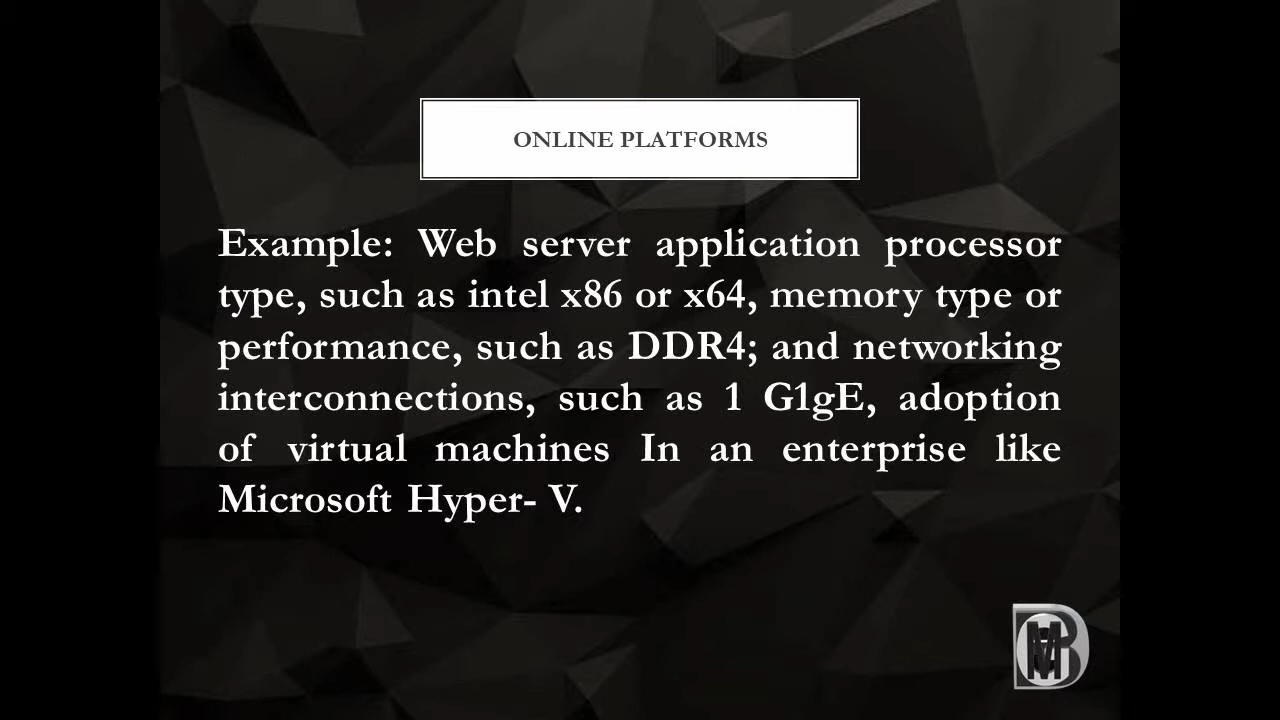 ONLINE PLATFORMS
Example: Web server application processor
type, such as intel x86 or x64, memory type or
performance, such as DDR4; and networking
interconnections, such as 1 G1gE, adoption
of virtual machines In an enterprise like
Microsoft Hyper- V.